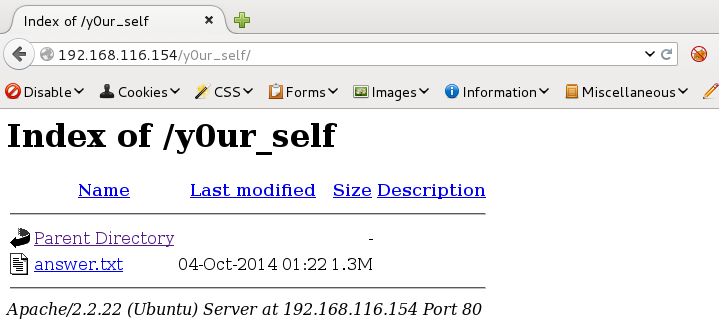 Index of /y0ur_self
192.168.116.154/y0ur_self/
Disable Cookies CSS Forms Images Information Miscellaneous
Index of /y0ur_self
Name Last modified Size Description
Parent Directory -
answer.txt 04-Oct-2014 01:22 1.3M
Apache/2.2.22 (Ubuntu) Server at 192.168.116.154 Port 80